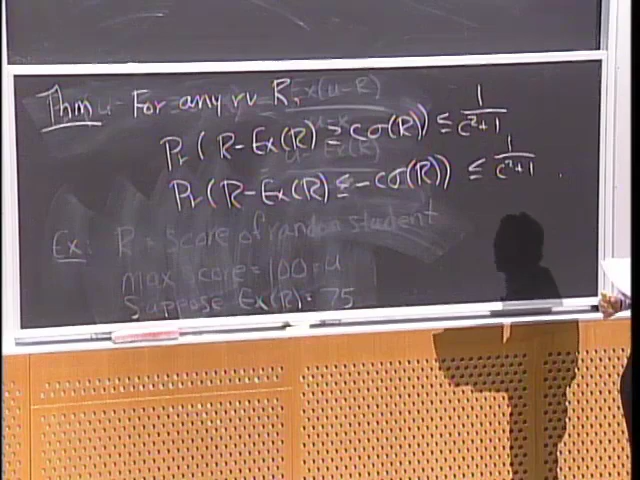 Thm - For any rv R, Ex(u-R)
Pr(R-Ex(R) ≥ cσ(R)) ≤ 1/(c²+1)
Pr(R-Ex(R) ≤ -cσ(R)) ≤ 1/(c²+1)
Ex: R = Score of random student
max score = 100 = u
Suppose Ex(R) = 75